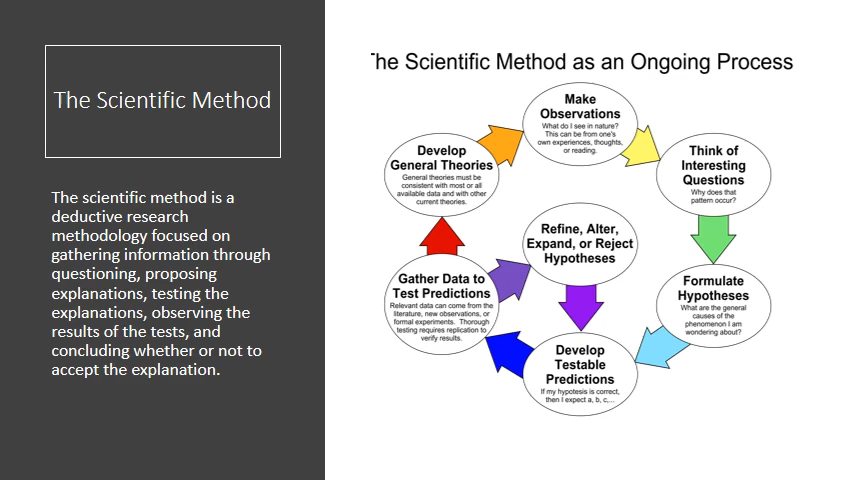 The Scientific Method
The scientific method is a
deductive research
methodology focused on
gathering information through
questioning, proposing
explanations, testing the
explanations, observing the
results of the tests, and
concluding whether or not to
accept the explanation.
The Scientific Method as an Ongoing Process
Make
Observations
What do I see in nature?
This can be from one's
own experiences, thoughts,
or reading.
Think of
Interesting
Questions
Why does that
pattern occur?
Formulate
Hypotheses
What are the general
causes of the
phenomenon I am
wondering about?
Develop
Testable
Predictions
If my hypotesis is correct,
then I expect a, b, c,...
Gather Data to
Test Predictions
Relevant data can come from the
literature, new observations, or
formal experiments. Thorough
testing requires replication to
verify results.
Refine, Alter,
Expand, or Reject
Hypotheses
Develop
General Theories
General theories must be
consistent with most or all
available data and with other
current theories.